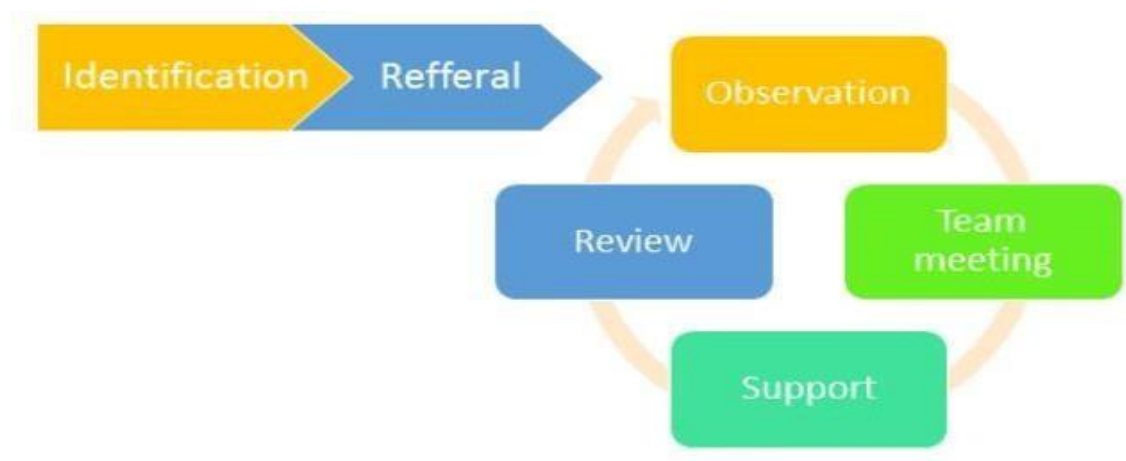 Identification
Refferal
Observation
Team
meeting
Support
Review